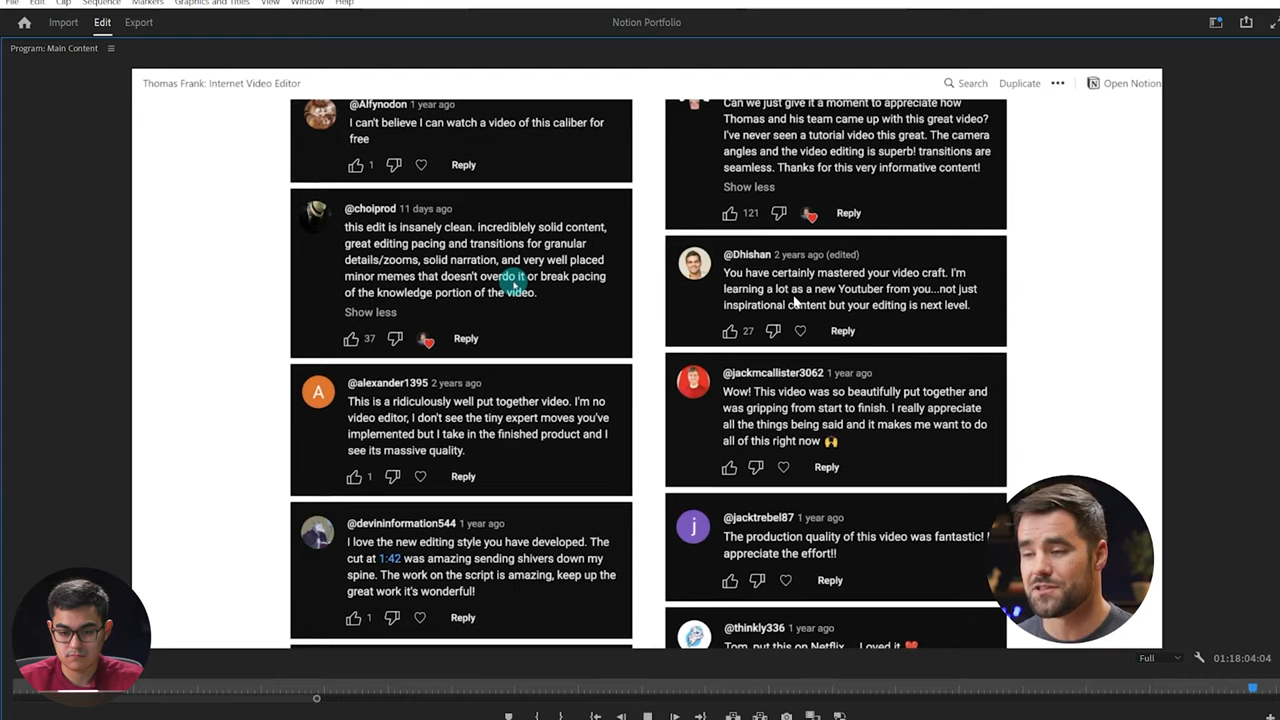 File Edit Clip Sequence Markers Graphics and Titles View Window Help
Import Edit Export
Notion Portfolio
Program: Main Content
Thomas Frank: Internet Video Editor
Search Duplicate ••• Open Notion
@Alfynodon 1 year ago
I can't believe I can watch a video of this caliber for
free
1 Reply
@choiprod 11 days ago
this edit is insanely clean. incrediblely solid content,
great editing pacing and transitions for granular
details/zooms, solid narration, and very well placed
minor memes that doesn't overdo it or break pacing
of the knowledge portion of the video.
Show less
37 Reply
@alexander1395 2 years ago
A
This is a ridiculously well put together video. I'm no
video editor, I don't see the tiny expert moves you've
implemented but I take in the finished product and I
see its massive quality.
1 Reply
@devininformation544 1 year ago
I love the new editing style you have developed. The
cut at 1:42 was amazing sending shivers down my
spine. The work on the script is amazing, keep up the
great work it's wonderful!
1 Reply
Can we just give it a moment to appreciate how
Thomas and his team came up with this great video?
I've never seen a tutorial video this great. The camera
angles and the video editing is superb! transitions are
seamless. Thanks for this very informative content!
Show less
121 Reply
@Dhishan 2 years ago (edited)
You have certainly mastered your video craft. I'm
learning a lot as a new Youtuber from you...not just
inspirational content but your editing is next level.
27 Reply
@jackmcallister3062 1 year ago
Wow! This video was so beautifully put together and
was gripping from start to finish. I really appreciate
all the things being said and it makes me want to do
all of this right now 🙌
Reply
@jacktrebel87 1 year ago
j
The production quality of this video was fantastic! I
appreciate the effort!!
Reply
@thinkly336 1 year ago
Tom, put this on Netflix.... Loved it ❤️
Full
01:18:04:04